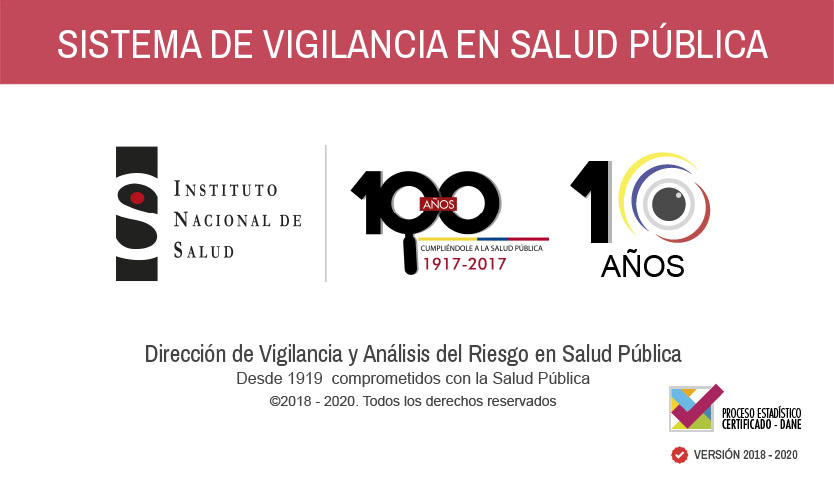 SISTEMA DE VIGILANCIA EN SALUD PÚBLICA
INSTITUTO
NACIONAL DE
SALUD
100
AÑOS
CUMPLIÉNDOLE A LA SALUD PÚBLICA
1917-2017
10
AÑOS
Dirección de Vigilancia y Análisis del Riesgo en Salud Pública
Desde 1919 comprometidos con la Salud Pública
©2018 - 2020. Todos los derechos reservados
PROCESO ESTADÍSTICO
CERTIFICADO - DANE
VERSIÓN 2018 - 2020